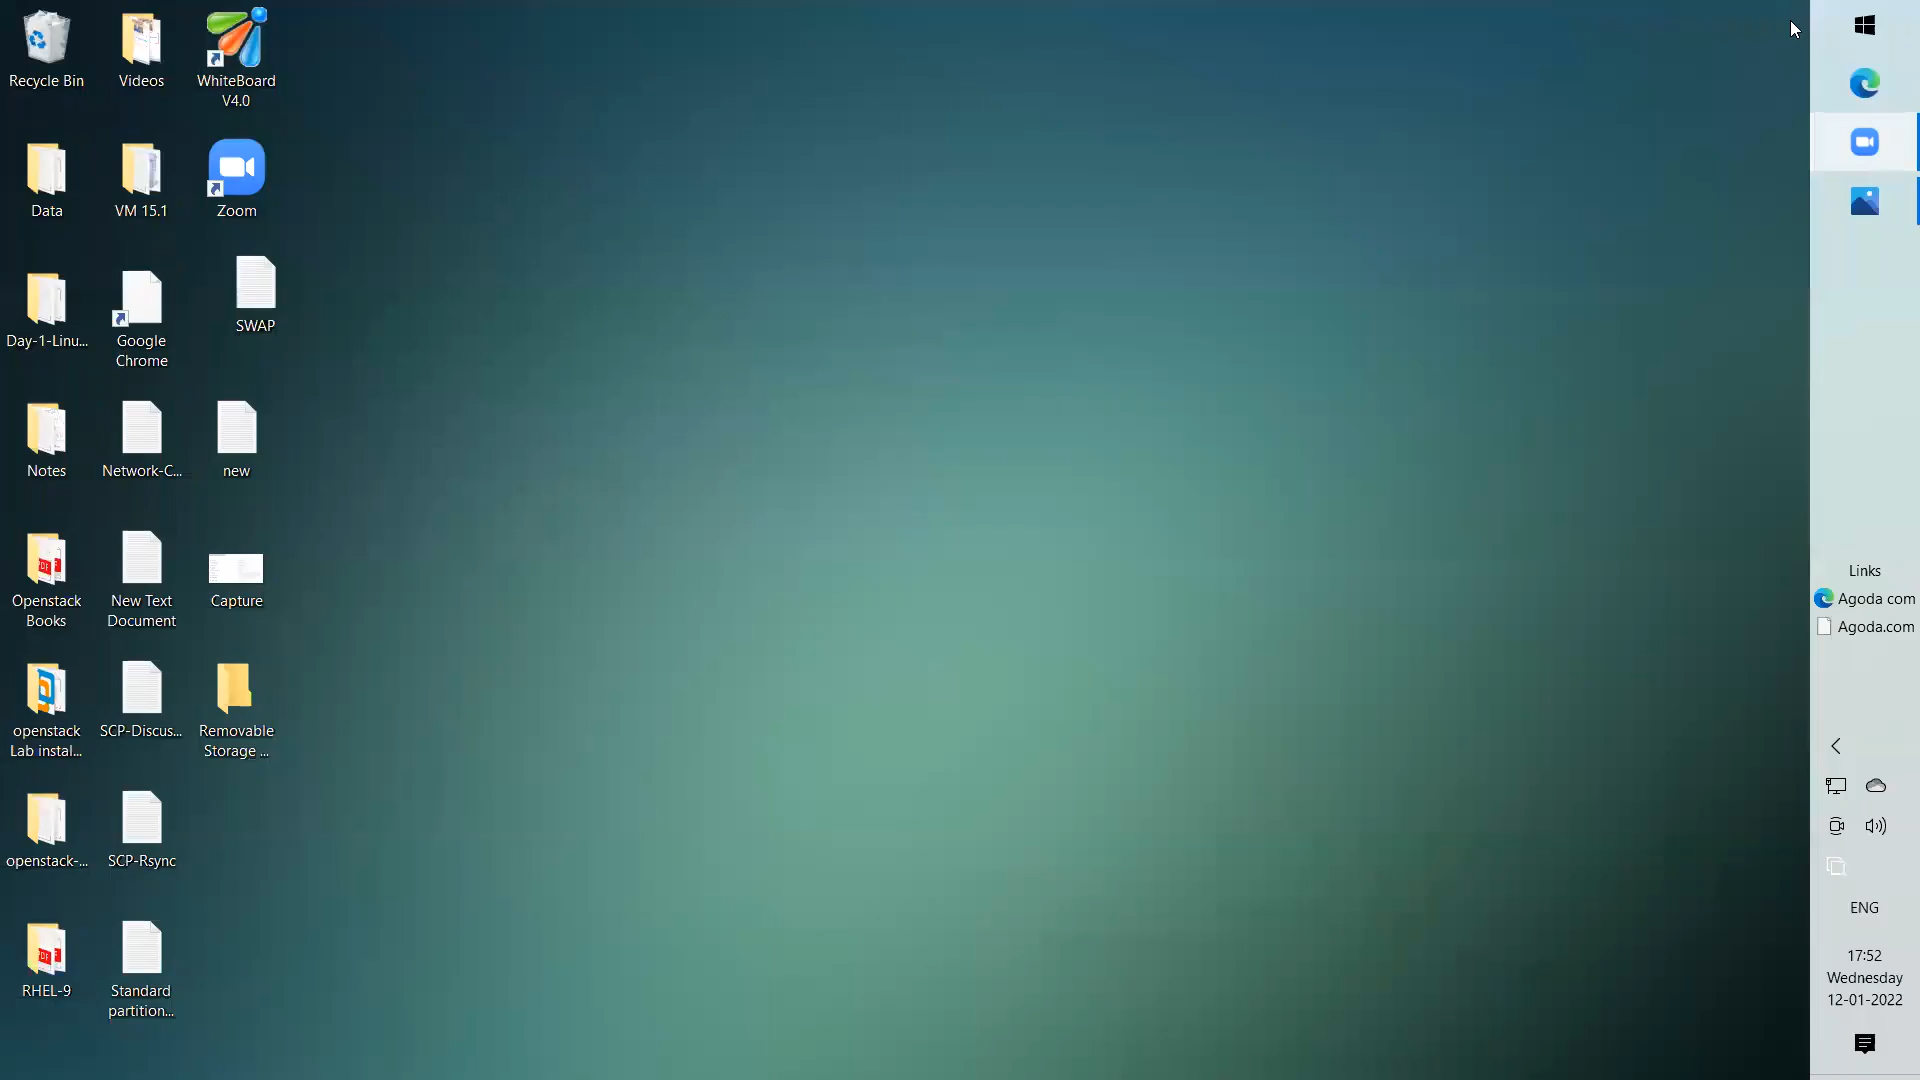 Recycle Bin
Videos
WhiteBoard
V4.0
Data
VM 15.1
Zoom
Day-1-Linu...
Google
Chrome
SWAP
Notes
Network-C...
new
Openstack
Books
New Text
Document
Capture
openstack
Lab instal...
SCP-Discus...
Removable
Storage ...
openstack-...
SCP-Rsync
RHEL-9
Standard
partition...
Links
Agoda com
Agoda.com
ENG
17:52
Wednesday
12-01-2022